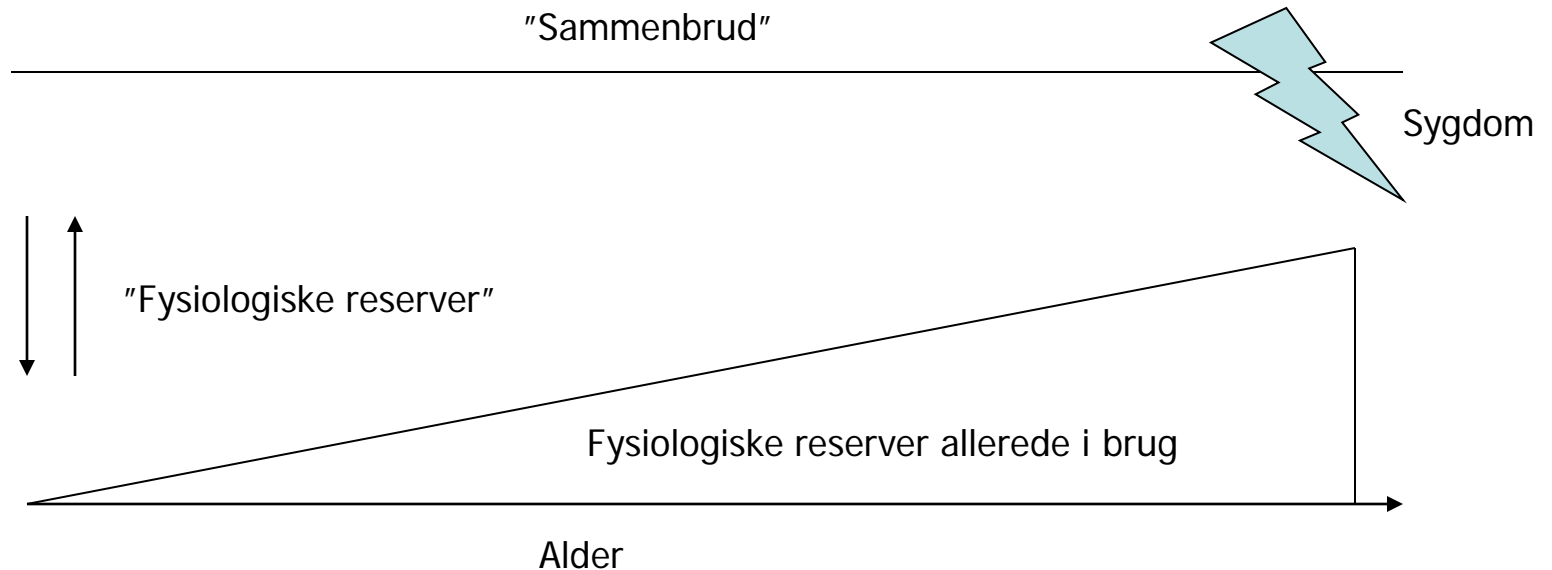 "Sammenbrud"
Sygdom
"Fysiologiske reserver"
Fysiologiske reserver allerede i brug
Alder